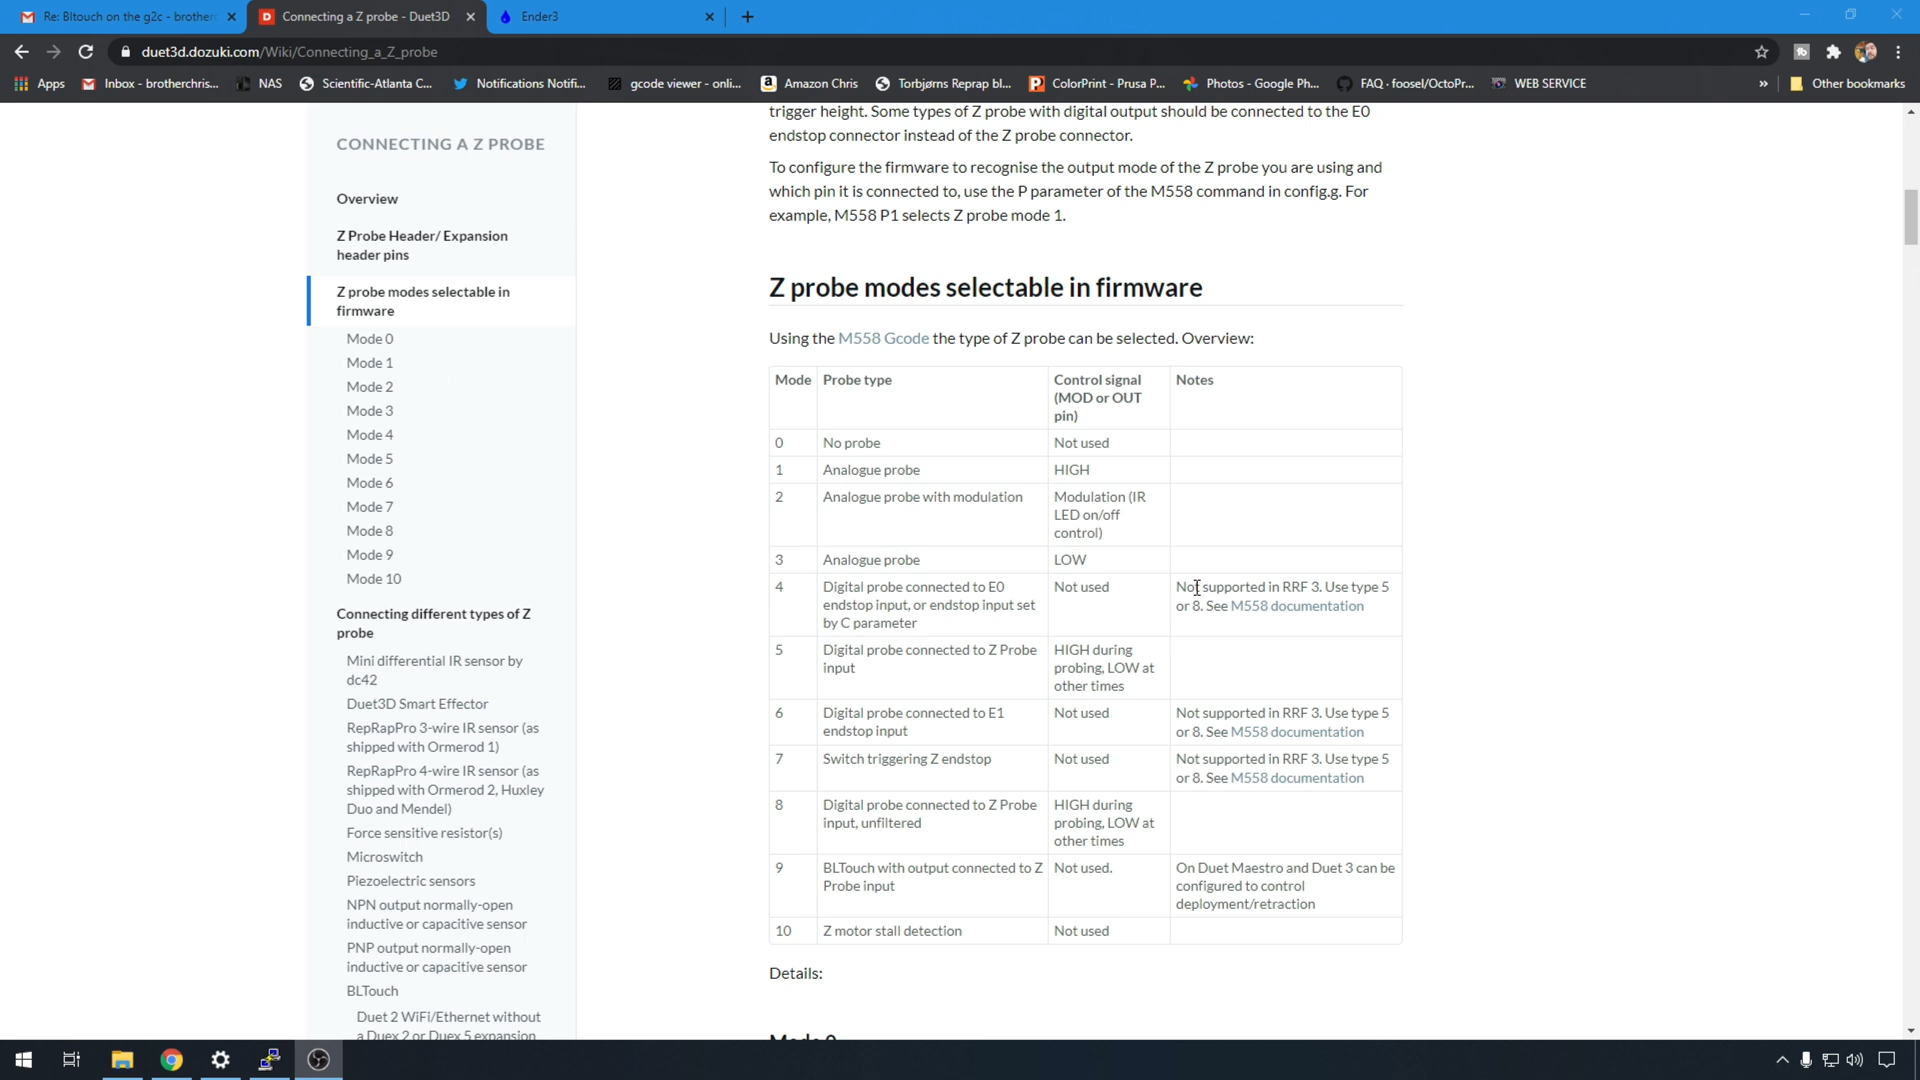 Re: Bltouch on the g2c - brother
Connecting a Z probe - Duet3D
Ender3
duet3d.dozuki.com/Wiki/Connecting_a_Z_probe
Apps
Inbox - brotherchris...
NAS
Scientific-Atlanta C...
Notifications Notifi...
gcode viewer - onli...
Amazon Chris
Torbjørns Reprap bl...
ColorPrint - Prusa P...
Photos - Google Ph...
FAQ · foosel/OctoPr...
WEB SERVICE
»
Other bookmarks
CONNECTING A Z PROBE
Overview
Z Probe Header/ Expansion
header pins
Z probe modes selectable in
firmware
Mode 0
Mode 1
Mode 2
Mode 3
Mode 4
Mode 5
Mode 6
Mode 7
Mode 8
Mode 9
Mode 10
Connecting different types of Z
probe
Mini differential IR sensor by
dc42
Duet3D Smart Effector
RepRapPro 3-wire IR sensor (as
shipped with Ormerod 1)
RepRapPro 4-wire IR sensor (as
shipped with Ormerod 2, Huxley
Duo and Mendel)
Force sensitive resistor(s)
Microswitch
Piezoelectric sensors
NPN output normally-open
inductive or capacitive sensor
PNP output normally-open
inductive or capacitive sensor
BLTouch
Duet 2 WiFi/Ethernet without
a Duex 2 or Duex 5 expansion
trigger height. Some types of Z probe with digital output should be connected to the E0
endstop connector instead of the Z probe connector.
To configure the firmware to recognise the output mode of the Z probe you are using and
which pin it is connected to, use the P parameter of the M558 command in config.g. For
example, M558 P1 selects Z probe mode 1.
Z probe modes selectable in firmware
Using the M558 Gcode the type of Z probe can be selected. Overview:
Mode
Probe type
Control signal
(MOD or OUT
pin)
Notes
0
No probe
Not used
1
Analogue probe
HIGH
2
Analogue probe with modulation
Modulation (IR
LED on/off
control)
3
Analogue probe
LOW
4
Digital probe connected to E0
endstop input, or endstop input set
by C parameter
Not used
Not supported in RRF 3. Use type 5
or 8. See M558 documentation
5
Digital probe connected to Z Probe
input
HIGH during
probing, LOW at
other times
6
Digital probe connected to E1
endstop input
Not used
Not supported in RRF 3. Use type 5
or 8. See M558 documentation
7
Switch triggering Z endstop
Not used
Not supported in RRF 3. Use type 5
or 8. See M558 documentation
8
Digital probe connected to Z Probe
input, unfiltered
HIGH during
probing, LOW at
other times
9
BLTouch with output connected to Z
Probe input
Not used.
On Duet Maestro and Duet 3 can be
configured to control
deployment/retraction
10
Z motor stall detection
Not used
Details:
Mode 0